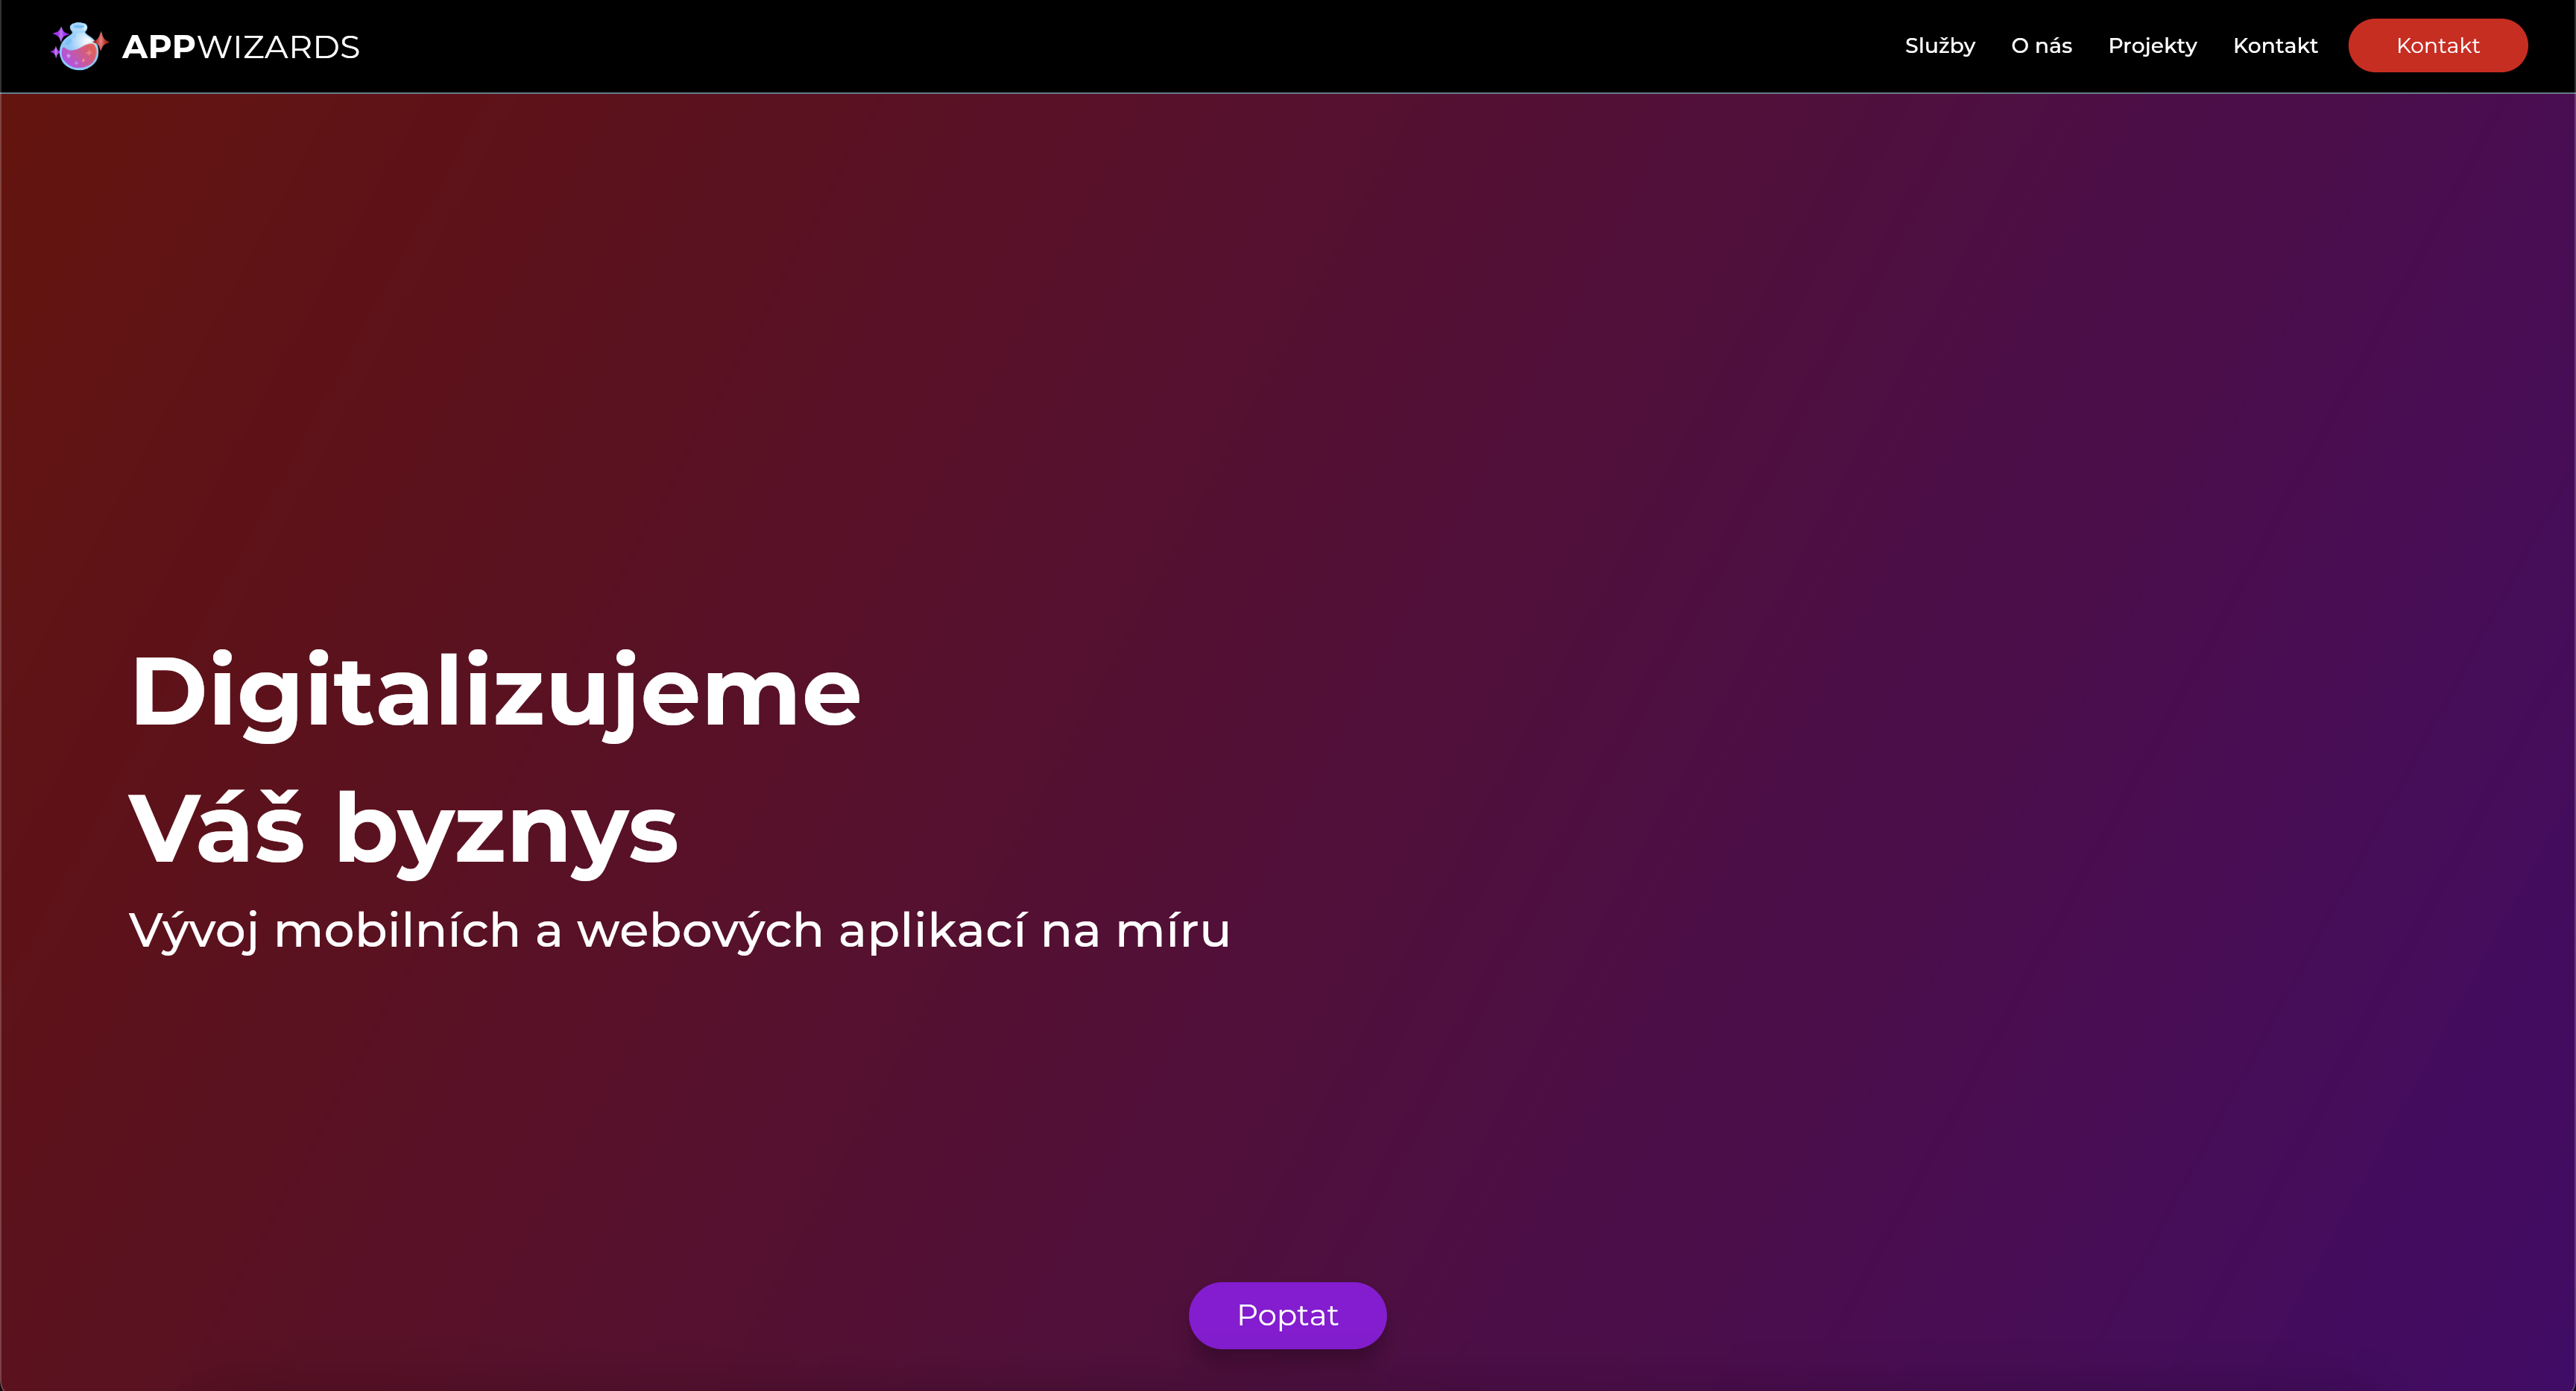 APPWIZARDS
Služby O nás Projekty Kontakt Kontakt
Digitalizujeme
Váš byznys
Vývoj mobilních a webových aplikací na míru
Poptat